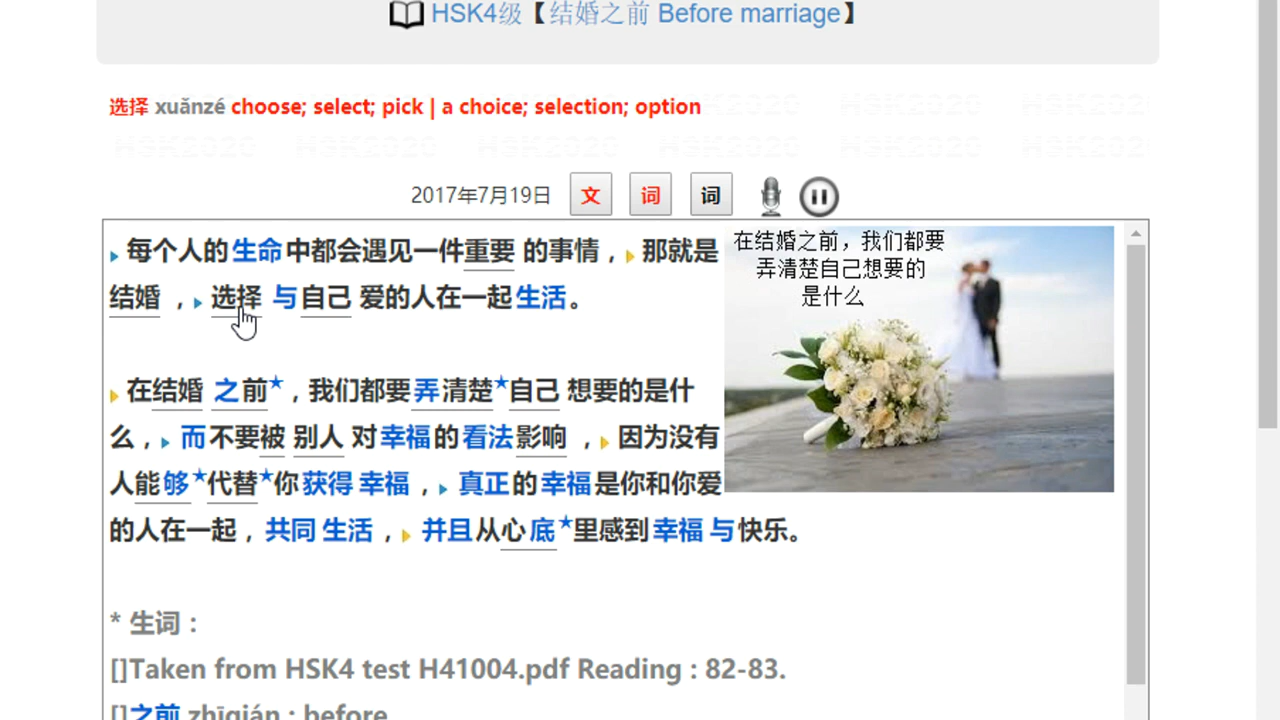 HSK4级【结婚之前 Before marriage】
选择 xuǎnzé choose; select; pick | a choice; selection; option
HSK2020 HSK2020 HSK2020
HSK2020 HSK2020 HSK2020 HSK2020 HSK2020 HSK2020
2017年7月19日 文 词 词
每个人的生命中都会遇见一件重要 的事情，那就是
结婚 ，选择 与自己 爱的人在一起生活。
在结婚之前，我们都要
弄清楚自己想要的
是什么
在结婚 之前★，我们都要弄清楚★自己 想要的是什
么，而不要被 别人 对幸福的看法影响 ，因为没有
人能够★代替★你获得 幸福，真正的幸福是你和你爱
的人在一起，共同 生活，并且从心底★里感到幸福 与快乐。
* 生词：
[]Taken from HSK4 test H41004.pdf Reading : 82-83.
[]之前 zhīqián : before